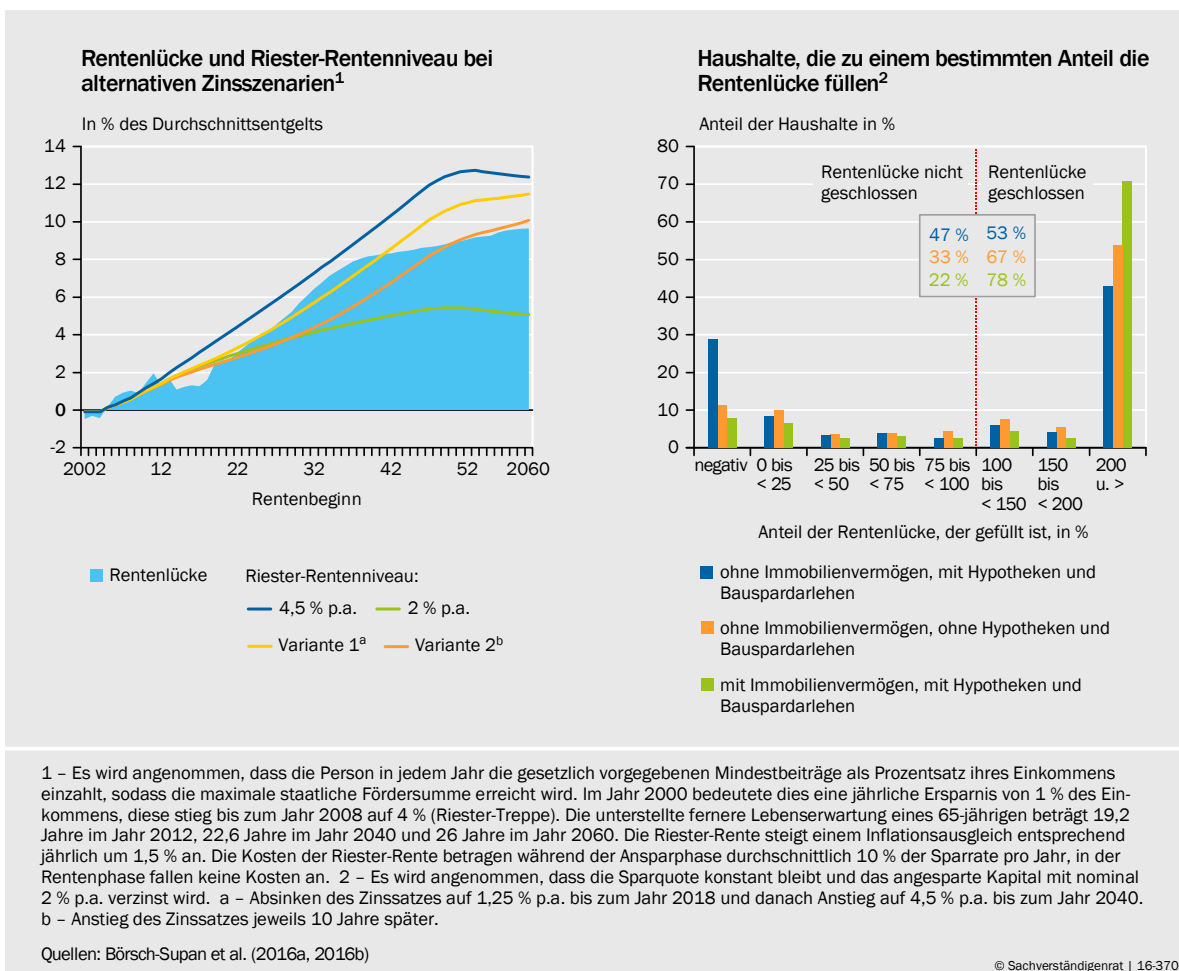 Rentenlücke und Riester-Rentenniveau bei
alternativen Zinsszenarien1
In % des Durchschnittsentgelts
14
12
10
8
6
4
2
0
-2
2002 12 22 32 42 52 2060
Rentenbeginn
Rentenlücke
Riester-Rentenniveau:
4,5 % p.a.
2 % p.a.
Variante 1a
Variante 2b
Haushalte, die zu einem bestimmten Anteil die
Rentenlücke füllen2
Anteil der Haushalte in %
80
70
60
50
40
30
20
10
0
Rentenlücke nicht
geschlossen
Rentenlücke
geschlossen
47 % 53 %
33 % 67 %
22 % 78 %
negativ
0 bis
< 25
25 bis
< 50
50 bis
< 75
75 bis
< 100
100
bis
< 150
150
bis
< 200
200
u. >
Anteil der Rentenlücke, der gefüllt ist, in %
ohne Immobilienvermögen, mit Hypotheken und
Bauspardarlehen
ohne Immobilienvermögen, ohne Hypotheken und
Bauspardarlehen
mit Immobilienvermögen, mit Hypotheken und
Bauspardarlehen
1 – Es wird angenommen, dass die Person in jedem Jahr die gesetzlich vorgegebenen Mindestbeiträge als Prozentsatz ihres Einkommens
einzahlt, sodass die maximale staatliche Fördersumme erreicht wird. Im Jahr 2000 bedeutete dies eine jährliche Ersparnis von 1 % des Ein-
kommens, diese stieg bis zum Jahr 2008 auf 4 % (Riester-Treppe). Die unterstellte fernere Lebenserwartung eines 65-jährigen beträgt 19,2
Jahre im Jahr 2012, 22,6 Jahre im Jahr 2040 und 26 Jahre im Jahr 2060. Die Riester-Rente steigt einem Inflationsausgleich entsprechend
jährlich um 1,5 % an. Die Kosten der Riester-Rente betragen während der Ansparphase durchschnittlich 10 % der Sparrate pro Jahr, in der
Rentenphase fallen keine Kosten an. 2 – Es wird angenommen, dass die Sparquote konstant bleibt und das angesparte Kapital mit nominal
2 % p.a. verzinst wird. a – Absinken des Zinssatzes auf 1,25 % p.a. bis zum Jahr 2018 und danach Anstieg auf 4,5 % p.a. bis zum Jahr 2040.
b – Anstieg des Zinssatzes jeweils 10 Jahre später.
Quellen: Börsch-Supan et al. (2016a, 2016b)
© Sachverständigenrat | 16-370